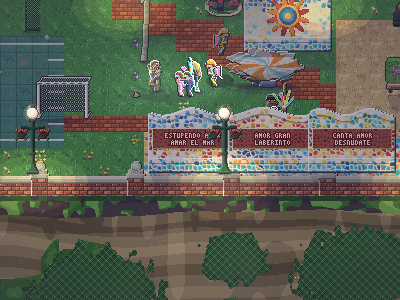 ESTUPENDO A
AMAR EL MAR
AMOR GRAN
LABERINTO
CANTA AMOR
DESNUDATE